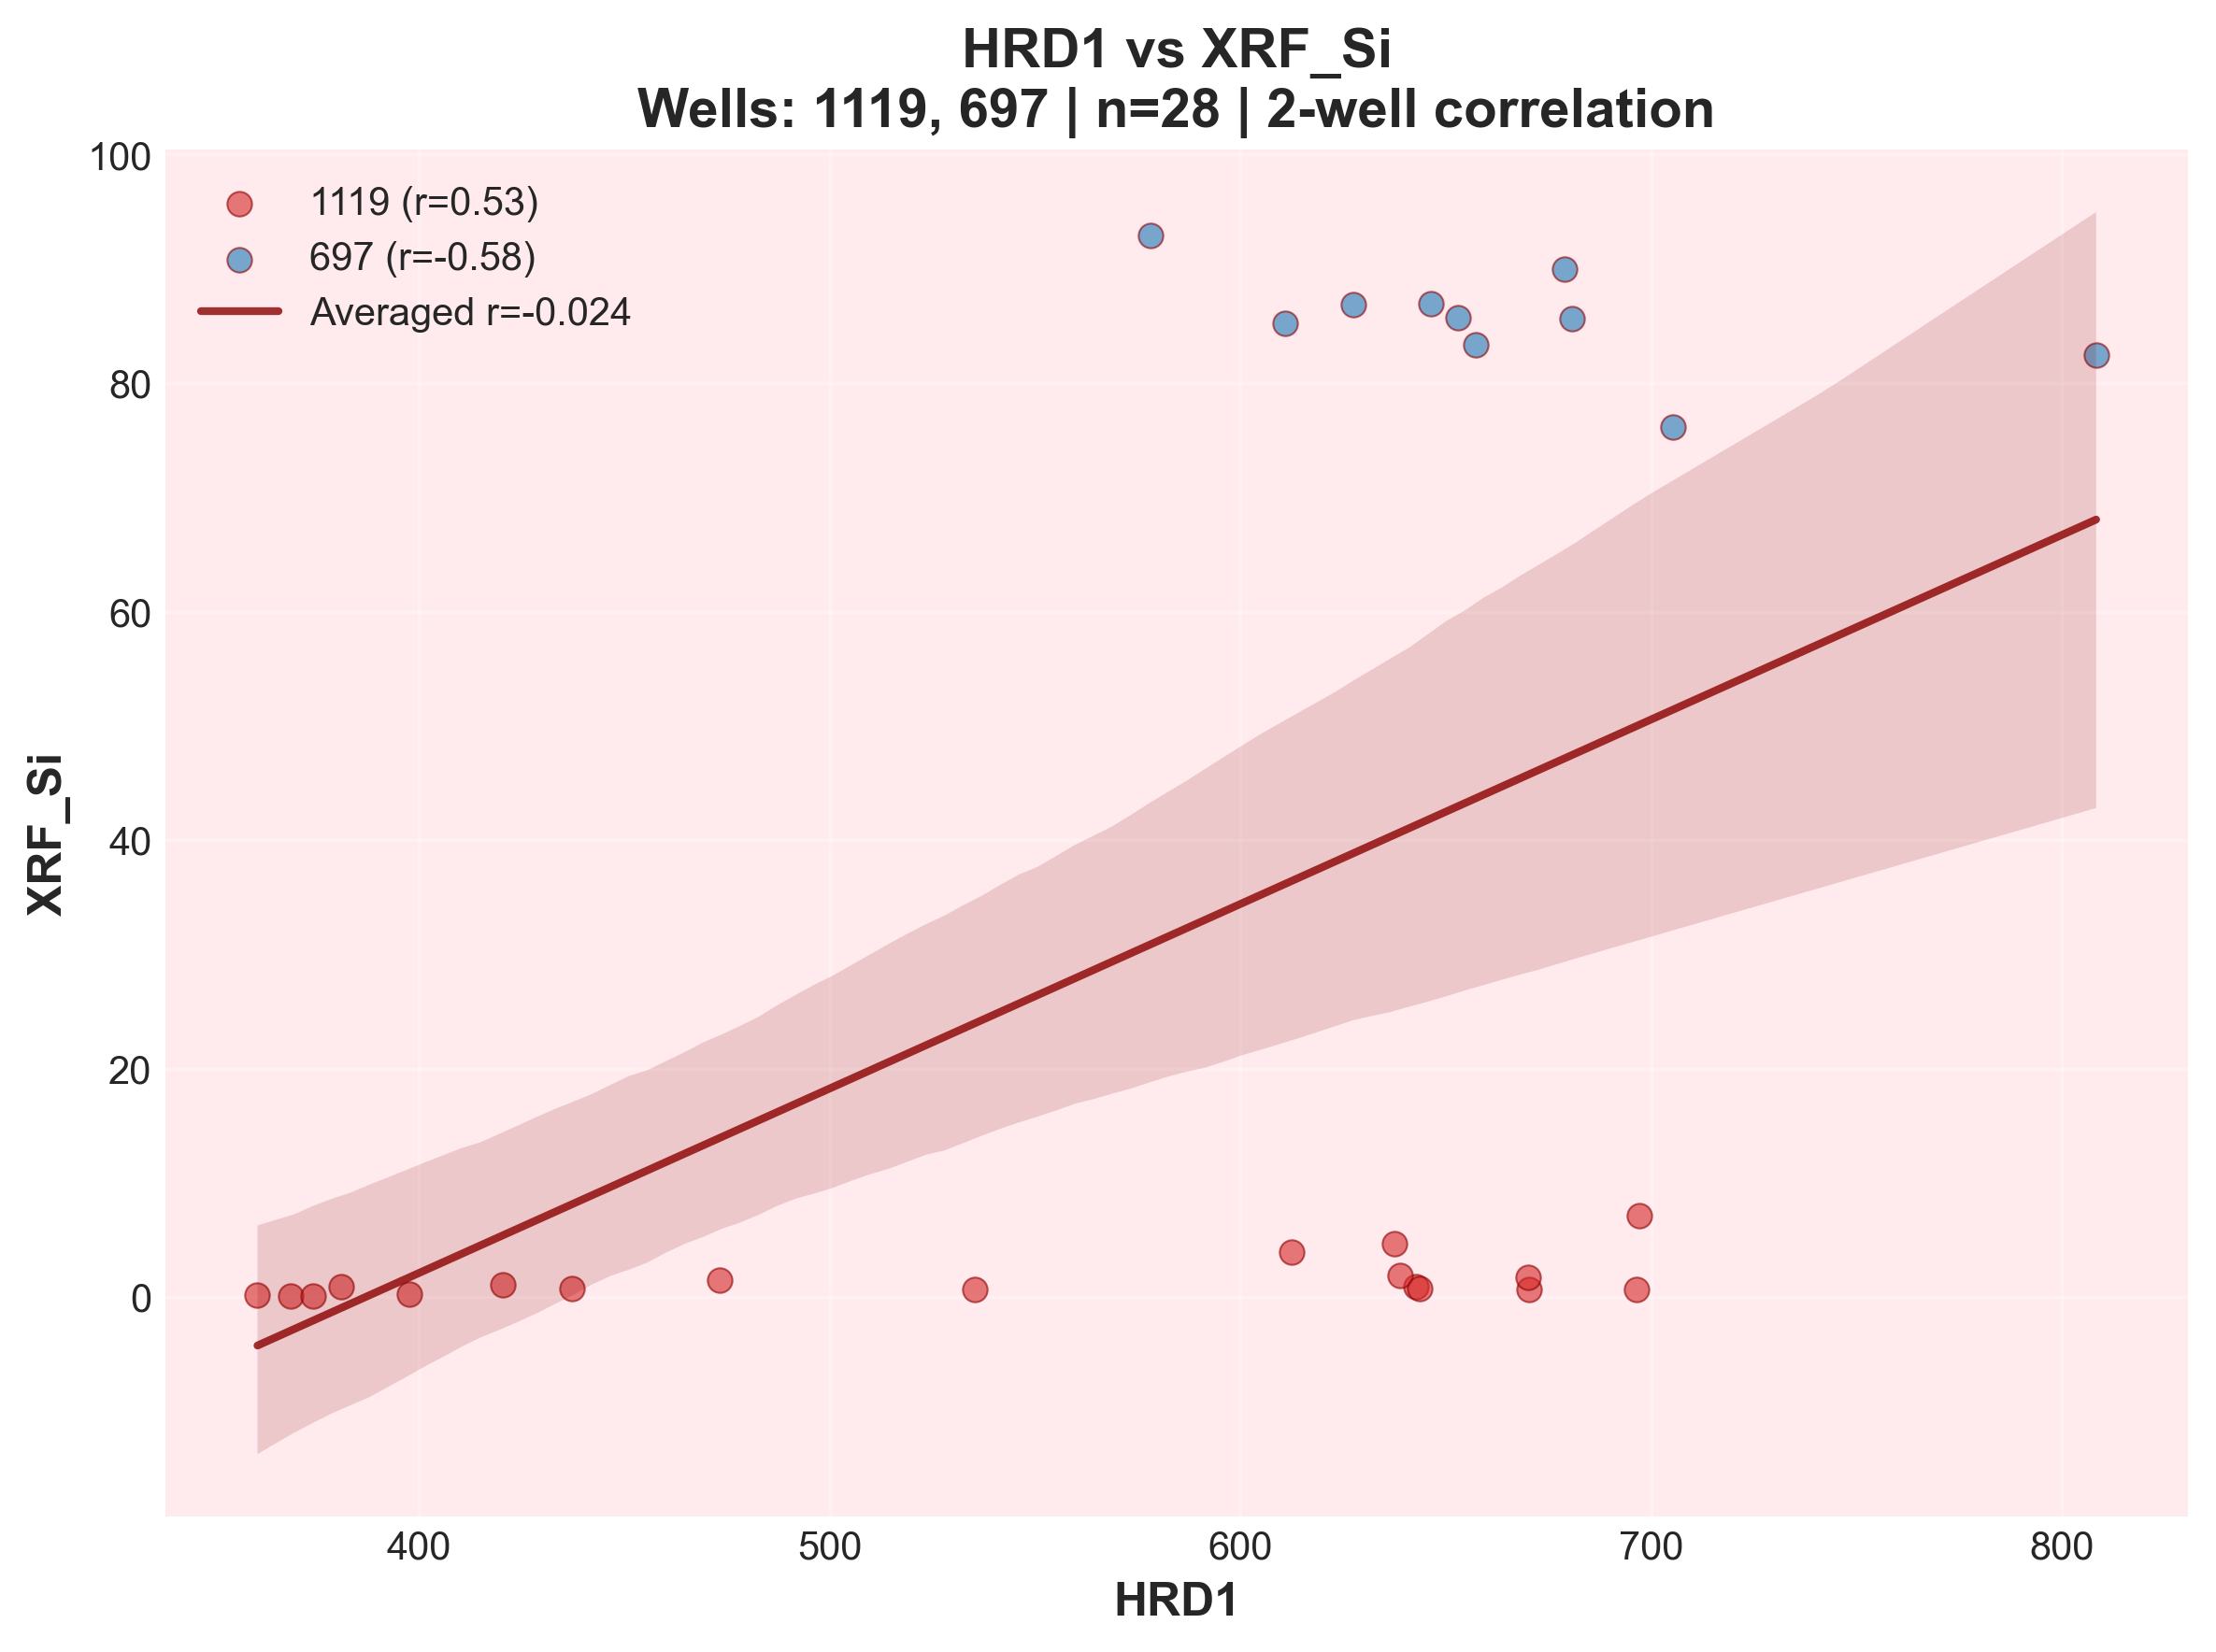 HRD1 vs XRF_Si
Wells: 1119, 697 | n=28 | 2-well correlation
1119 (r=0.53)
697 (r=-0.58)
Averaged r=-0.024
100
80
60
40
20
0
XRF_Si
400
500
600
700
800
HRD1